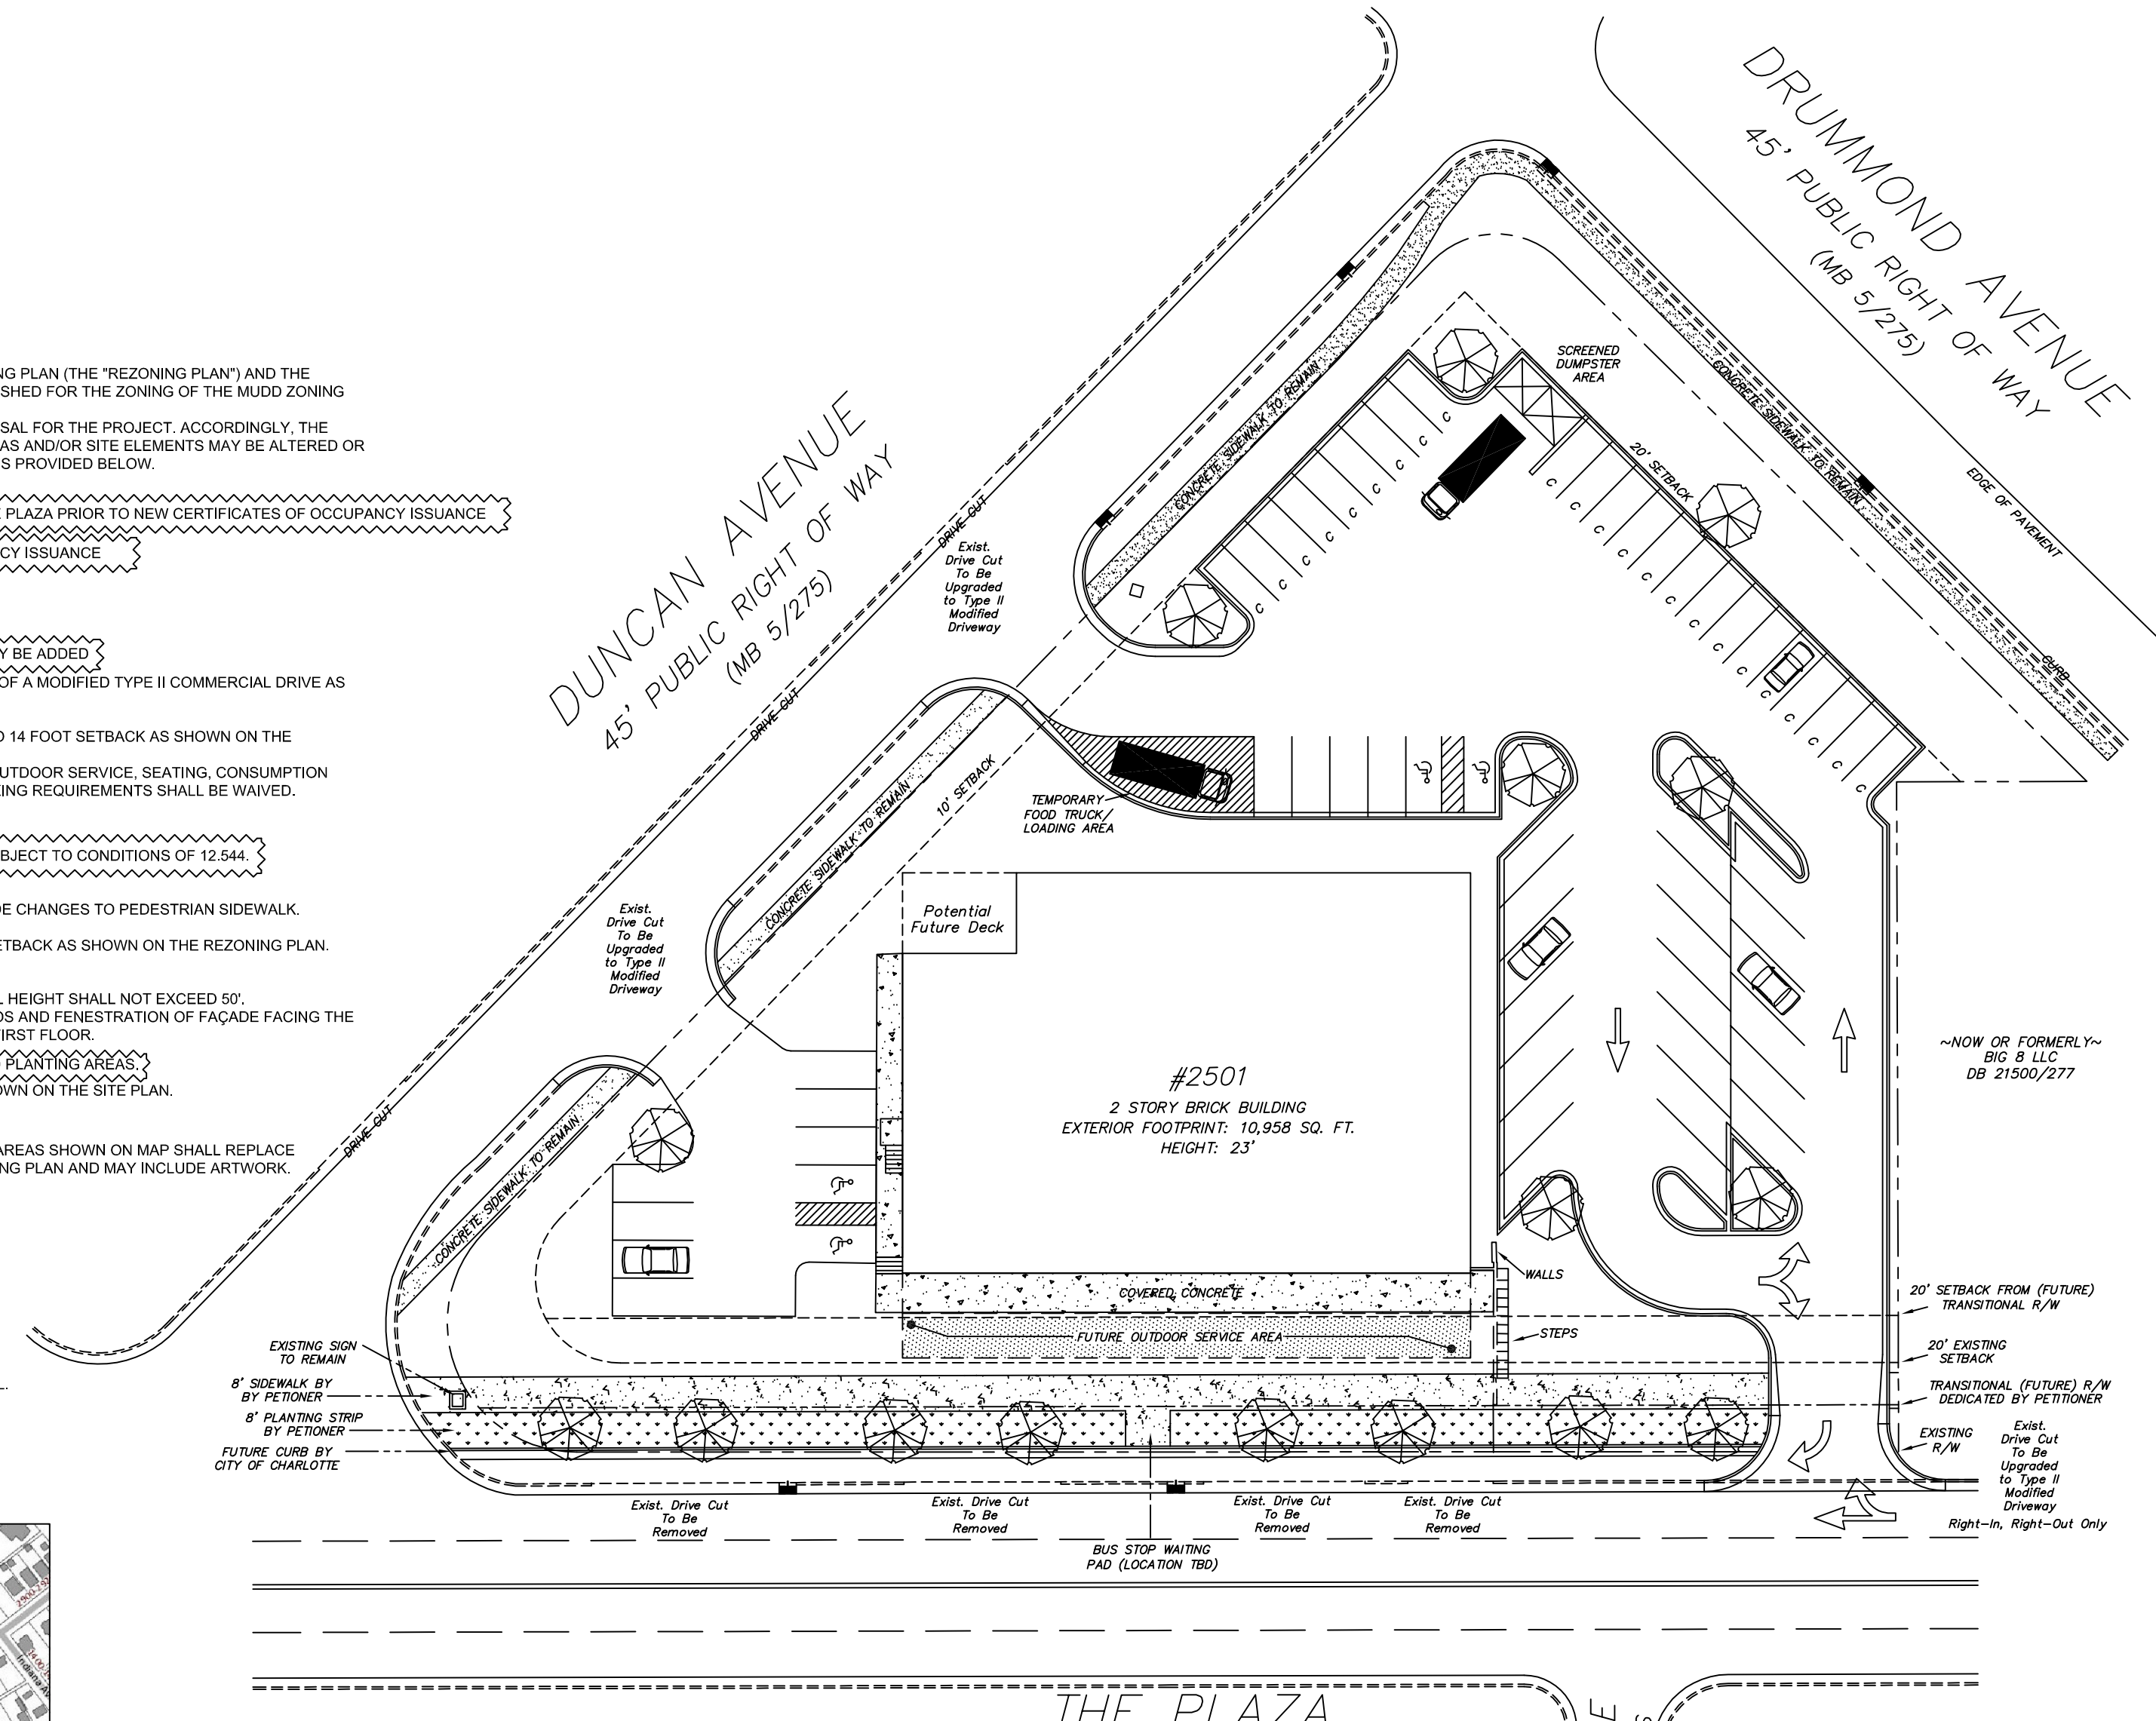 NG PLAN (THE "REZONING PLAN") AND THE
SHED FOR THE ZONING OF THE MUDD ZONING
SAL FOR THE PROJECT. ACCORDINGLY, THE
AS AND/OR SITE ELEMENTS MAY BE ALTERED OR
S PROVIDED BELOW.
E PLAZA PRIOR TO NEW CERTIFICATES OF OCCUPANCY ISSUANCE
CY ISSUANCE
Y BE ADDED
OF A MODIFIED TYPE II COMMERCIAL DRIVE AS
D 14 FOOT SETBACK AS SHOWN ON THE
UTDOOR SERVICE, SEATING, CONSUMPTION
ING REQUIREMENTS SHALL BE WAIVED.
BJECT TO CONDITIONS OF 12.544.
DE CHANGES TO PEDESTRIAN SIDEWALK.
ETBACK AS SHOWN ON THE REZONING PLAN.
L HEIGHT SHALL NOT EXCEED 50'.
DS AND FENESTRATION OF FAÇADE FACING THE
FIRST FLOOR.
PLANTING AREAS,
OWN ON THE SITE PLAN.
AREAS SHOWN ON MAP SHALL REPLACE
NG PLAN AND MAY INCLUDE ARTWORK.
DRUMMOND AVENUE
45' PUBLIC RIGHT OF WAY
(MB 5/275)
DUNCAN AVENUE
45' PUBLIC RIGHT OF WAY
(MB 5/275)
SCREENED
DUMPSTER
AREA
CONCRETE SIDEWALK TO REMAIN
20' SETBACK
EDGE OF PAVEMENT
CURB
CONCRETE SIDEWALK TO REMAIN
C C C C C C C C C
C C C C C C C C C C C C C C
DRIVE CUT
Exist.
Drive Cut
To Be
Upgraded
to Type II
Modified
Driveway
DRIVE CUT
10' SETBACK
CONCRETE SIDEWALK TO REMAIN
TEMPORARY
FOOD TRUCK/
LOADING AREA
Exist.
Drive Cut
To Be
Upgraded
to Type II
Modified
Driveway
Potential
Future Deck
#2501
2 STORY BRICK BUILDING
EXTERIOR FOOTPRINT: 10,958 SQ. FT.
HEIGHT: 23'
~NOW OR FORMERLY~
BIG 8 LLC
DB 21500/277
DRIVE CUT
CONCRETE SIDEWALK TO REMAIN
WALLS
COVERED CONCRETE
FUTURE OUTDOOR SERVICE AREA
STEPS
20' SETBACK FROM (FUTURE)
TRANSITIONAL R/W
20' EXISTING
SETBACK
TRANSITIONAL (FUTURE) R/W
DEDICATED BY PETITIONER
EXISTING
R/W
EXISTING SIGN
TO REMAIN
8' SIDEWALK BY
BY PETIONER
8' PLANTING STRIP
BY PETIONER
FUTURE CURB BY
CITY OF CHARLOTTE
Exist.
Drive Cut
To Be
Upgraded
to Type II
Modified
Driveway
Right-In, Right-Out Only
Exist. Drive Cut
To Be
Removed
Exist. Drive Cut
To Be
Removed
Exist. Drive Cut
To Be
Removed
Exist. Drive Cut
To Be
Removed
BUS STOP WAITING
PAD (LOCATION TBD)
THE PLAZA
E